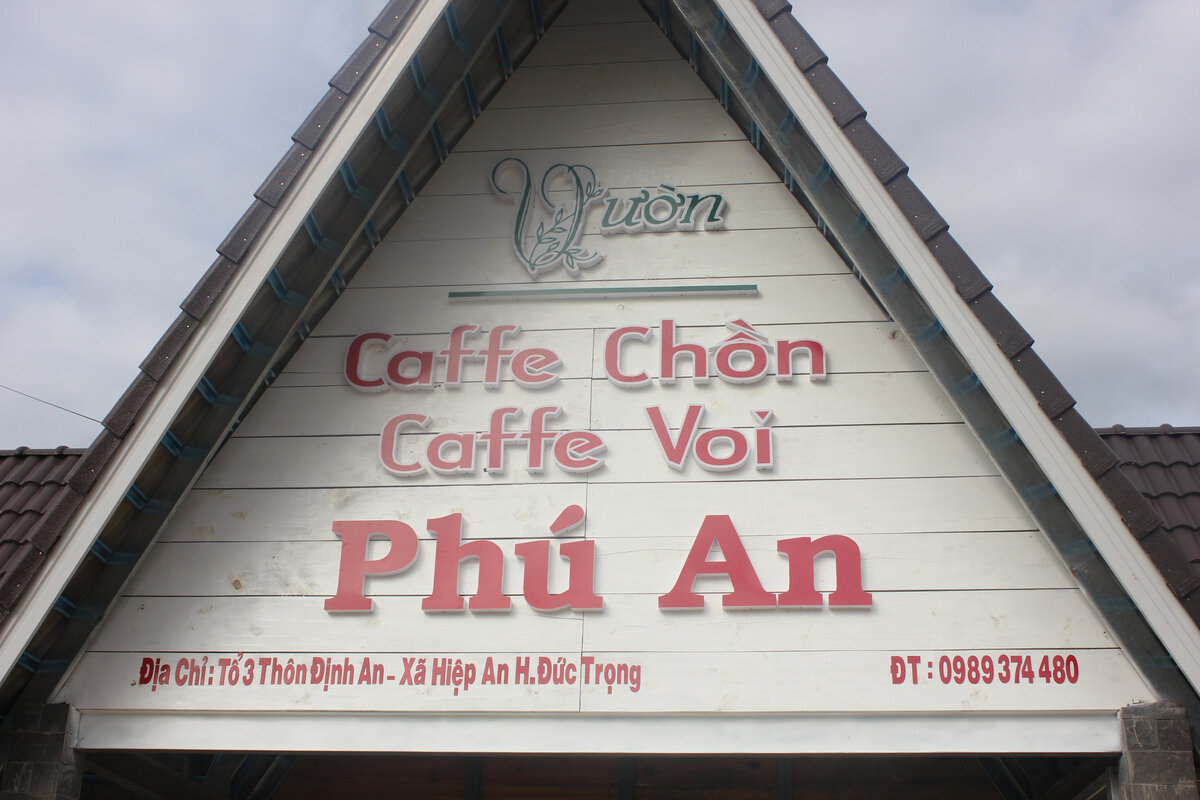 Vườn
Caffe Chồn
Caffe Voi
Phú An
Địa Chỉ : Tổ 3 Thôn Định An - Xã Hiệp An H.Đức Trọng
ĐT : 0989 374 480